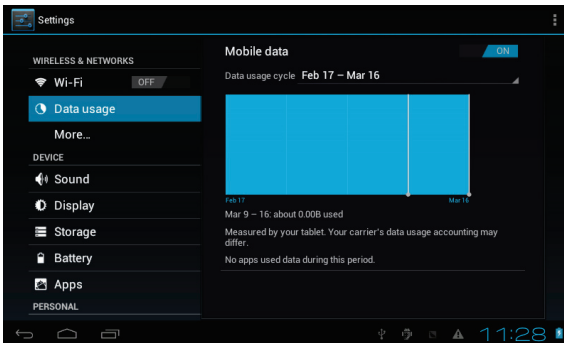 Settings
WIRELESS & NETWORKS
Wi-Fi OFF
Data usage
More...
DEVICE
Sound
Display
Storage
Battery
Apps
PERSONAL
Mobile data ON
Data usage cycle Feb 17 – Mar 16
Feb 17 Mar 16
Mar 9 – 16: about 0.00B used
Measured by your tablet. Your carrier's data usage accounting may
differ.
No apps used data during this period.
11:28